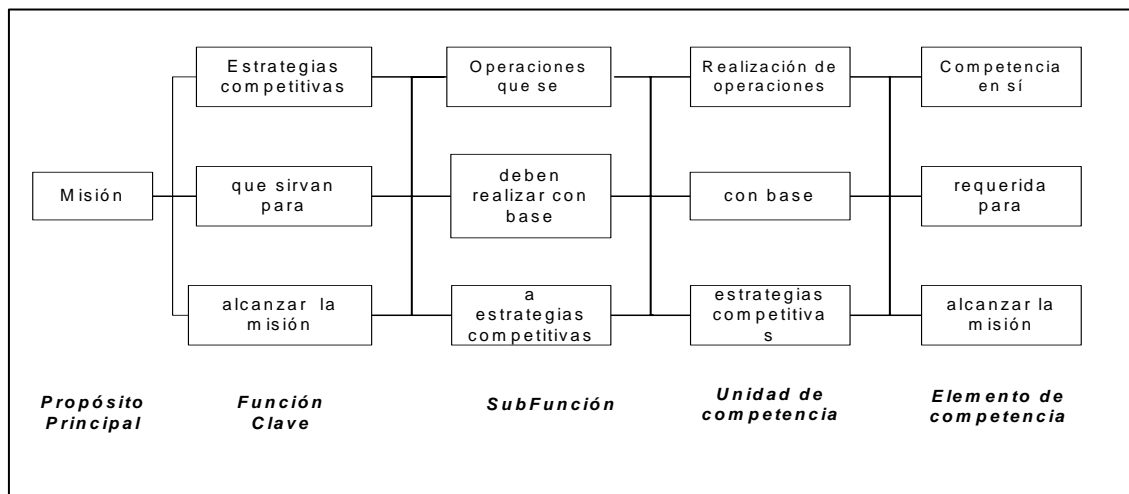 Estrategias
competitivas
Operaciones
que se
Realización de
operaciones
Competencia
en sí
Misión
que sirvan
para
deben
realizar con
base
con base
requerida
para
alcanzar la
misión
a
estrategias
competitivas
estrategias
competitiva
s
alcanzar la
misión
Propósito
Principal
Función
Clave
SubFunción
Unidad de
competencia
Elemento de
competencia